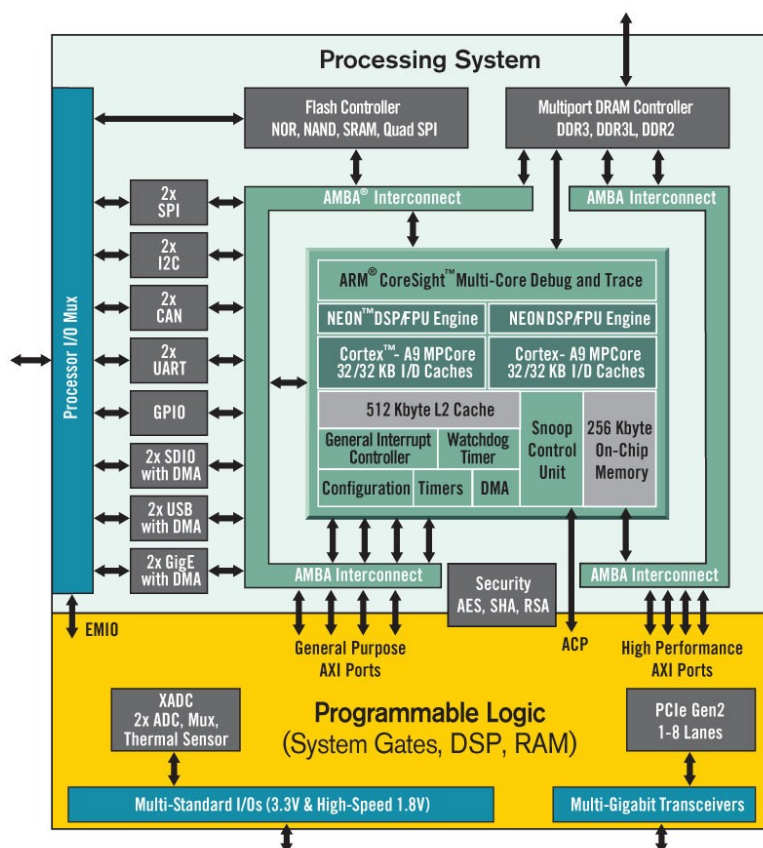 Processing System
Flash Controller
NOR, NAND, SRAM, Quad SPI
Multiport DRAM Controller
DDR3, DDR3L, DDR2
AMBA® Interconnect
AMBA Interconnect
Processor I/O Mux
2x
SPI
2x
I2C
2x
CAN
2x
UART
GPIO
2x SDIO
with DMA
2x USB
with DMA
2x GigE
with DMA
ARM® CoreSight™ Multi-Core Debug and Trace
NEON™ DSP/FPU Engine
NEON DSP/FPU Engine
Cortex™- A9 MPCore
32/32 KB I/D Caches
Cortex- A9 MPCore
32/32 KB I/D Caches
512 Kbyte L2 Cache
General Interrupt
Controller
Watchdog
Timer
Configuration
Timers
DMA
Snoop
Control
Unit
256 Kbyte
On-Chip
Memory
AMBA Interconnect
Security
AES, SHA, RSA
AMBA Interconnect
EMIO
General Purpose
AXI Ports
ACP
High Performance
AXI Ports
XADC
2x ADC, Mux,
Thermal Sensor
Programmable Logic
(System Gates, DSP, RAM)
PCIe Gen2
1-8 Lanes
Multi-Standard I/Os (3.3V & High-Speed 1.8V)
Multi-Gigabit Transceivers